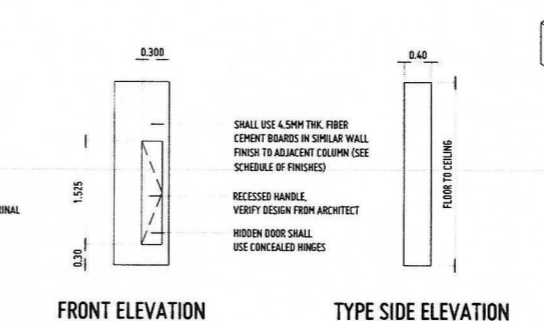 0.300
0.40
SHALL USE 4.5MM THK. FIBER
CEMENT BOARDS IN SIMILAR WALL
FINISH TO ADJACENT COLUMN (SEE
SCHEDULE OF FINISHES)
1.525
FLOOR TO CEILING
RECESSED HANDLE,
VERIFY DESIGN FROM ARCHITECT
HIDDEN DOOR SHALL
USE CONCEALED HINGES
0.30
FRONT ELEVATION
TYPE SIDE ELEVATION